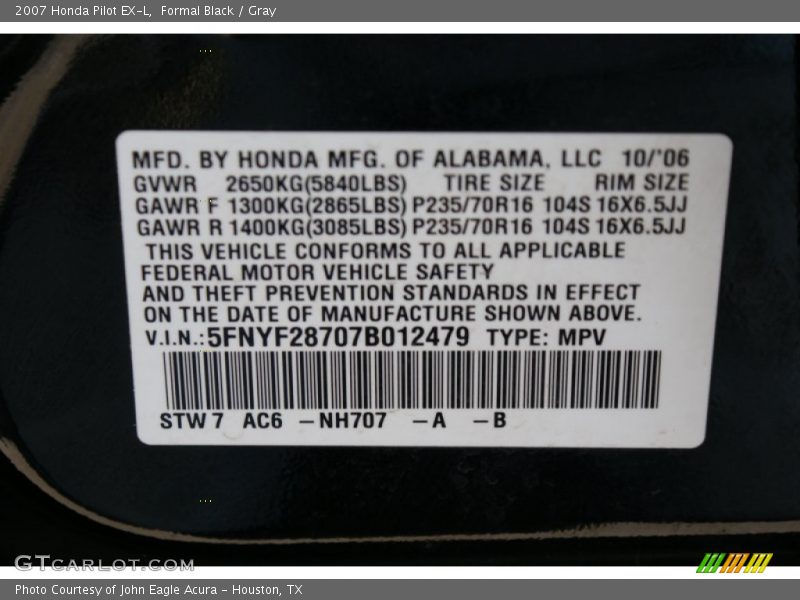 2007 Honda Pilot EX-L,  Formal Black / Gray
MFD. BY HONDA MFG. OF ALABAMA, LLC 10/'06
GVWR 2650KG(5840LBS) TIRE SIZE RIM SIZE
GAWR F 1300KG(2865LBS) P235/70R16 104S 16X6.5JJ
GAWR R 1400KG(3085LBS) P235/70R16 104S 16X6.5JJ
THIS VEHICLE CONFORMS TO ALL APPLICABLE
FEDERAL MOTOR VEHICLE SAFETY
AND THEFT PREVENTION STANDARDS IN EFFECT
ON THE DATE OF MANUFACTURE SHOWN ABOVE.
V.I.N.:5FNYF28707B012479 TYPE: MPV
STW7 AC6 –NH707 –A –B
GTCARLOT.COM
Photo Courtesy of John Eagle Acura - Houston, TX